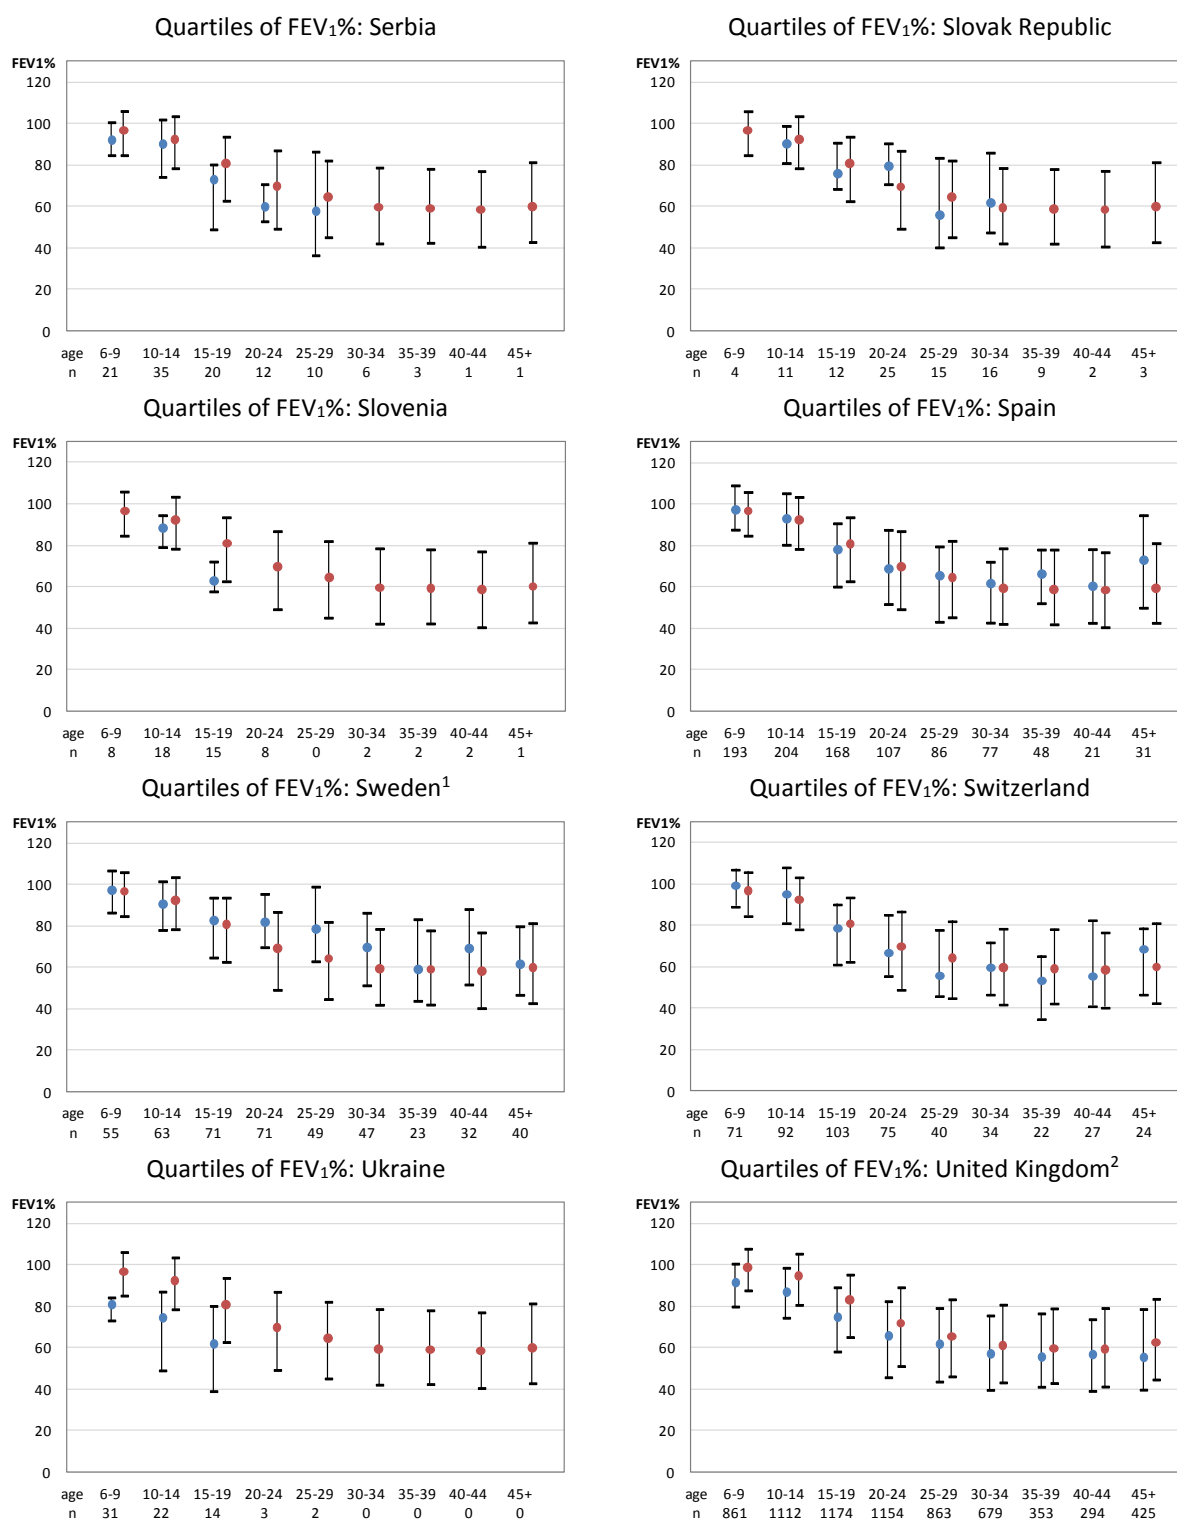 Quartiles of FEV₁%: Serbia
FEV1%
120
100
80
60
40
20
0
age 6-9 10-14 15-19 20-24 25-29 30-34 35-39 40-44 45+
n 21 35 20 12 10 6 3 1 1
Quartiles of FEV₁%: Slovak Republic
FEV1%
120
100
80
60
40
20
0
age 6-9 10-14 15-19 20-24 25-29 30-34 35-39 40-44 45+
n 4 11 12 25 15 16 9 2 3
Quartiles of FEV₁%: Slovenia
FEV1%
120
100
80
60
40
20
0
age 6-9 10-14 15-19 20-24 25-29 30-34 35-39 40-44 45+
n 8 18 15 8 0 2 2 2 1
Quartiles of FEV₁%: Spain
FEV1%
120
100
80
60
40
20
0
age 6-9 10-14 15-19 20-24 25-29 30-34 35-39 40-44 45+
n 193 204 168 107 86 77 48 21 31
Quartiles of FEV₁%: Sweden¹
FEV1%
120
100
80
60
40
20
0
age 6-9 10-14 15-19 20-24 25-29 30-34 35-39 40-44 45+
n 55 63 71 71 49 47 23 32 40
Quartiles of FEV₁%: Switzerland
FEV1%
120
100
80
60
40
20
0
age 6-9 10-14 15-19 20-24 25-29 30-34 35-39 40-44 45+
n 71 92 103 75 40 34 22 27 24
Quartiles of FEV₁%: Ukraine
FEV1%
120
100
80
60
40
20
0
age 6-9 10-14 15-19 20-24 25-29 30-34 35-39 40-44 45+
n 31 22 14 3 2 0 0 0 0
Quartiles of FEV₁%: United Kingdom²
FEV1%
120
100
80
60
40
20
0
age 6-9 10-14 15-19 20-24 25-29 30-34 35-39 40-44 45+
n 861 1112 1174 1154 863 679 353 294 425